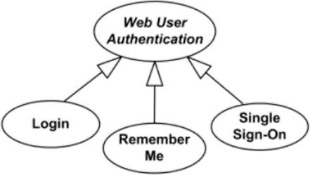 Web User
Authentication
Login
Remember
Me
Single
Sign-On